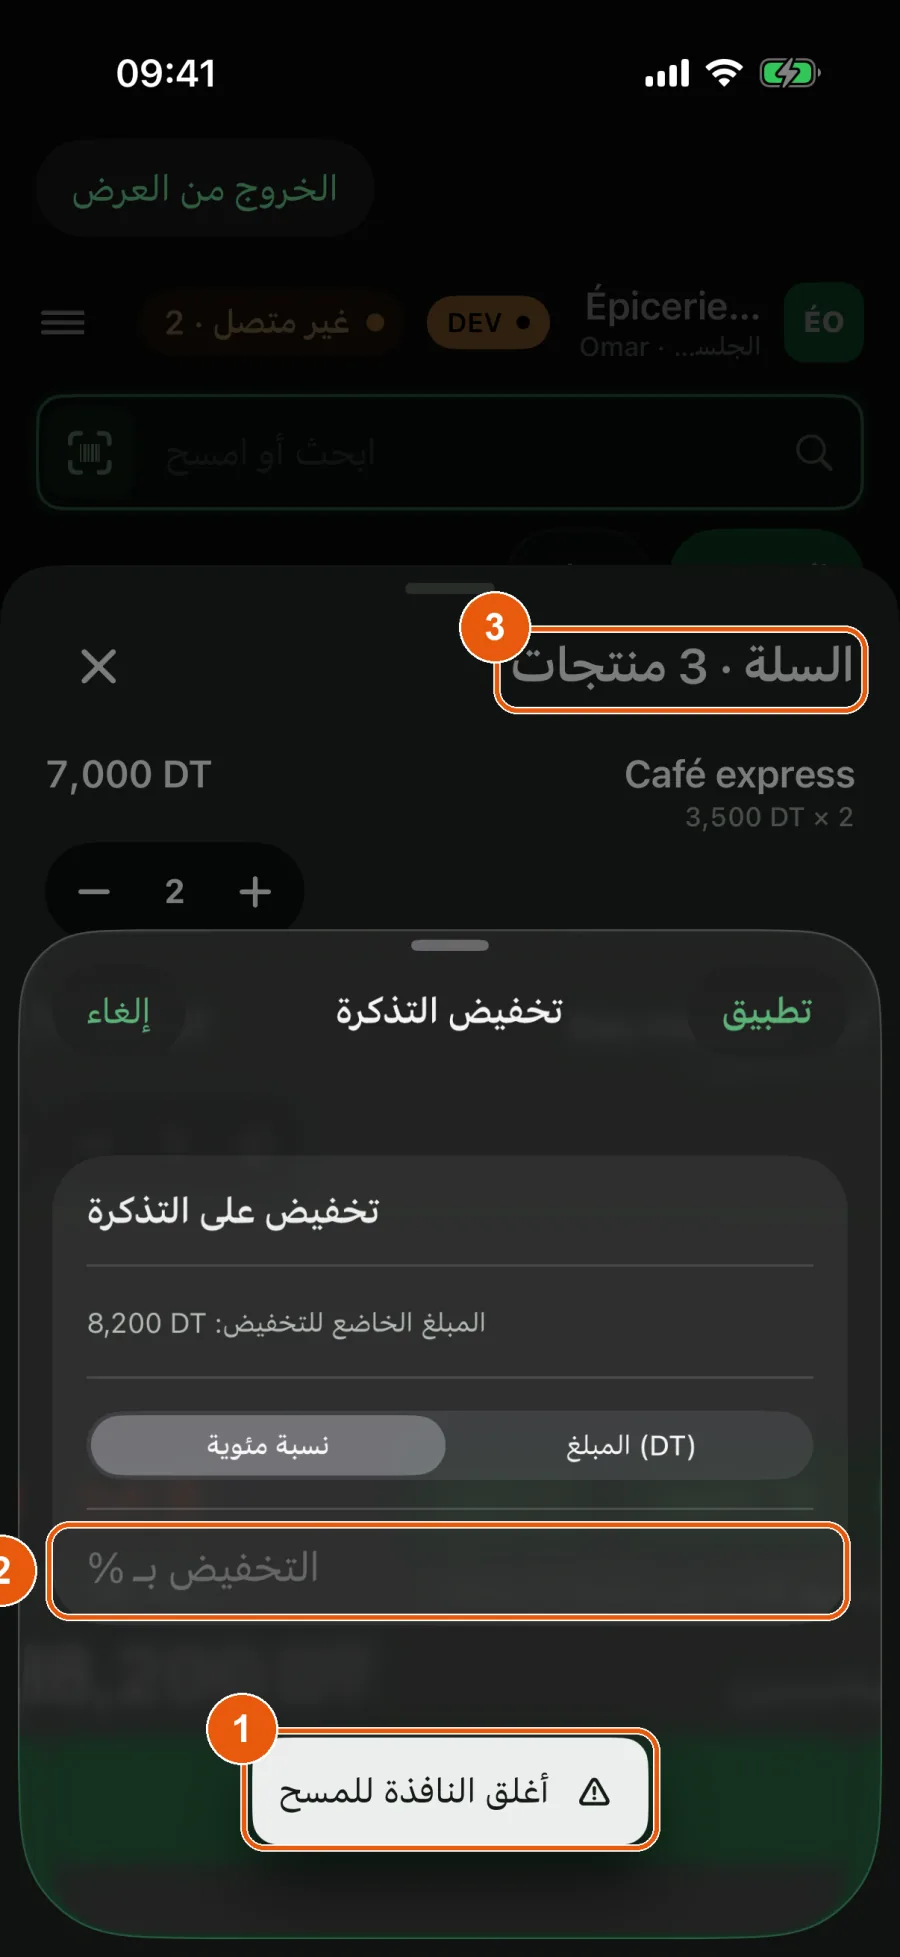 09:41
الخروج من العرض
ÉO
Épicerie...
Omar · الجلسـ...
DEV
غير متصل · 2
ابحث أو امسح
3
السلة · 3 منتجات
Café express
7,000 DT
3,500 DT × 2
2
تطبيق
تخفيض التذكرة
إلغاء
تخفيض على التذكرة
المبلغ الخاضع للتخفيض: 8,200 DT
المبلغ (DT)
نسبة مئوية
2
التخفيض بـ %
1
أغلق النافذة للمسح